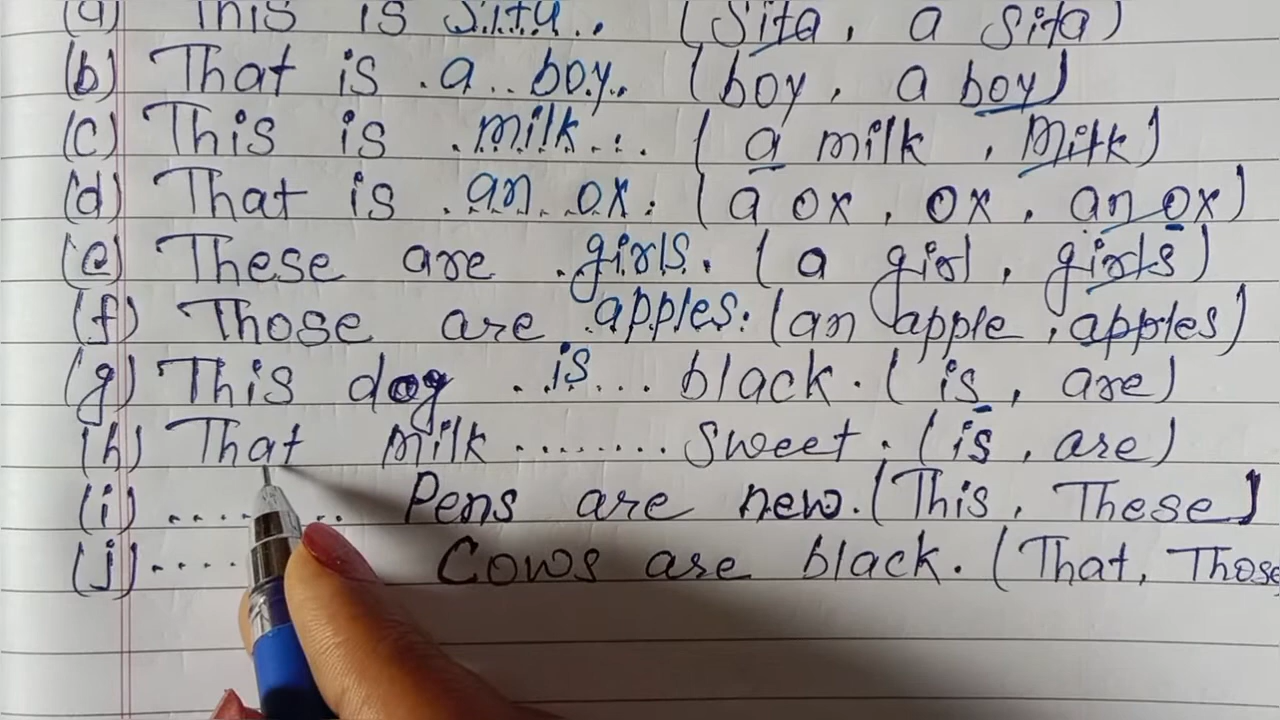 (a) This is Sita.. (Sita, a Sita)
(b) That is .a..boy.. (boy, a boy)
(c) This is .milk... (a milk, Milk)
(d) That is .an.ox. (a ox, ox, an ox)
(e) These are .girls. (a girl, girls)
(f) Those are .apples. (an apple, apples)
(g) This dog .is... black. (is, are)
(h) That Milk ........ Sweet. (is, are)
(i) ........ Pens are new. (This, These)
(j) .... Cows are black. (That, Those